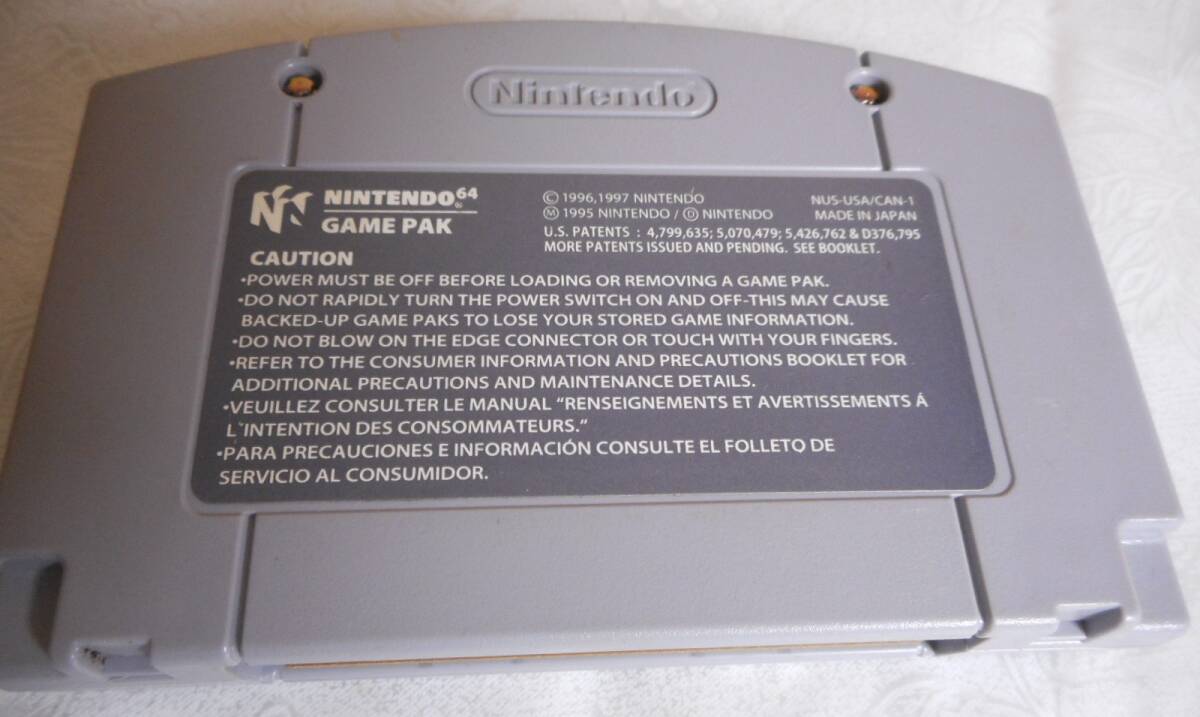 Nintendo
NINTENDO 64
GAME PAK
© 1996,1997 NINTENDO
Ⓜ 1995 NINTENDO / Ⓓ NINTENDO
NUS-USA/CAN-1
MADE IN JAPAN
U.S. PATENTS : 4,799,635; 5,070,479; 5,426,762 & D376,795
MORE PATENTS ISSUED AND PENDING. SEE BOOKLET.
CAUTION
•POWER MUST BE OFF BEFORE LOADING OR REMOVING A GAME PAK.
•DO NOT RAPIDLY TURN THE POWER SWITCH ON AND OFF-THIS MAY CAUSE
BACKED-UP GAME PAKS TO LOSE YOUR STORED GAME INFORMATION.
•DO NOT BLOW ON THE EDGE CONNECTOR OR TOUCH WITH YOUR FINGERS.
•REFER TO THE CONSUMER INFORMATION AND PRECAUTIONS BOOKLET FOR
ADDITIONAL PRECAUTIONS AND MAINTENANCE DETAILS.
•VEUILLEZ CONSULTER LE MANUAL “RENSEIGNEMENTS ET AVERTISSEMENTS Á
L'INTENTION DES CONSOMMATEURS.”
•PARA PRECAUCIONES E INFORMACIÓN CONSULTE EL FOLLETO DE
SERVICIO AL CONSUMIDOR.